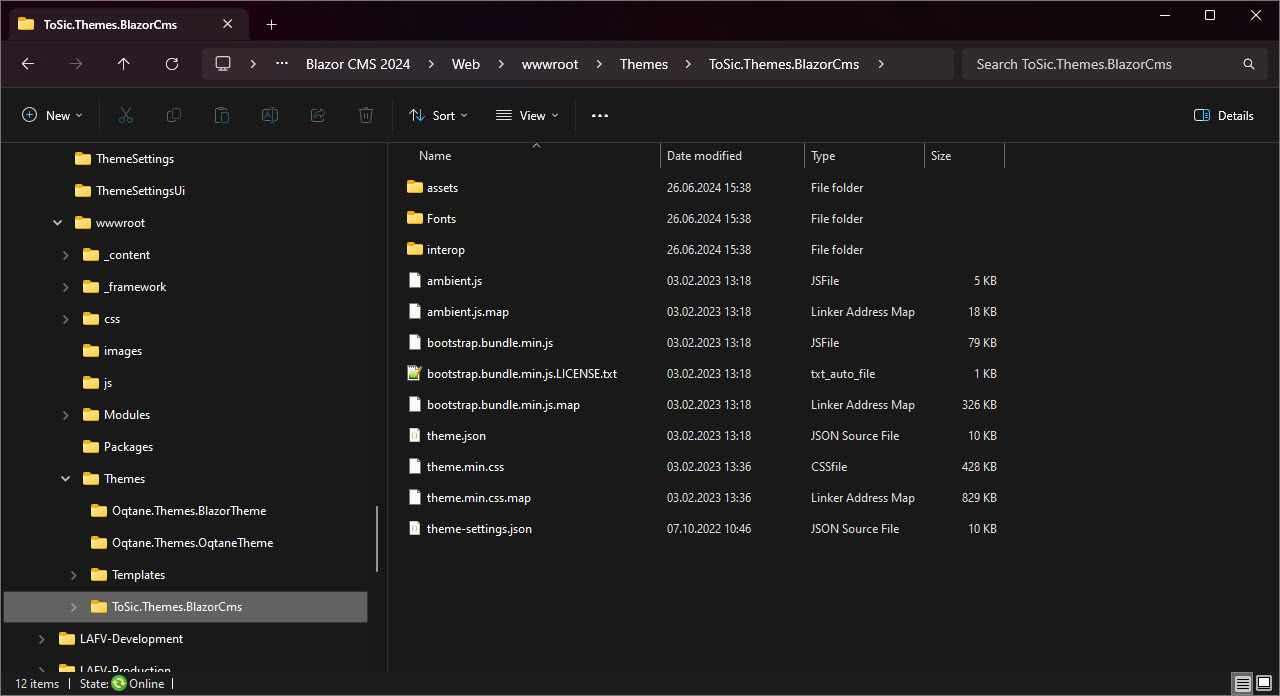 ToSic.Themes.BlazorCms
Blazor CMS 2024 Web wwwroot Themes ToSic.Themes.BlazorCms
Search ToSic.Themes.BlazorCms
New Sort View ••• Details
ThemeSettings
ThemeSettingsUi
wwwroot
_content
_framework
css
images
js
Modules
Packages
Themes
Oqtane.Themes.BlazorTheme
Oqtane.Themes.OqtaneTheme
Templates
ToSic.Themes.BlazorCms
LAFV-Development
LAFV-Production
Name Date modified Type Size
assets 26.06.2024 15:38 File folder
Fonts 26.06.2024 15:38 File folder
interop 26.06.2024 15:38 File folder
ambient.js 03.02.2023 13:18 JSFile 5 KB
ambient.js.map 03.02.2023 13:18 Linker Address Map 18 KB
bootstrap.bundle.min.js 03.02.2023 13:18 JSFile 79 KB
bootstrap.bundle.min.js.LICENSE.txt 03.02.2023 13:18 txt_auto_file 1 KB
bootstrap.bundle.min.js.map 03.02.2023 13:18 Linker Address Map 326 KB
theme.json 03.02.2023 13:18 JSON Source File 10 KB
theme.min.css 03.02.2023 13:36 CSSfile 428 KB
theme.min.css.map 03.02.2023 13:36 Linker Address Map 829 KB
theme-settings.json 07.10.2022 10:46 JSON Source File 10 KB
12 items | State: Online |